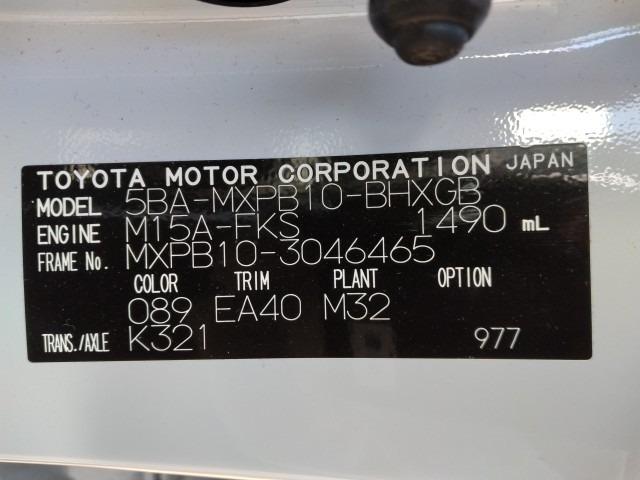 TOYOTA MOTOR CORPORATION JAPAN
MODEL 5BA-MXPB10-BHXGB
ENGINE M15A-FKS 1490 mL
FRAME No. MXPB10-3046465
COLOR TRIM PLANT OPTION
089 EA40 M32
TRANS./AXLE K321 977